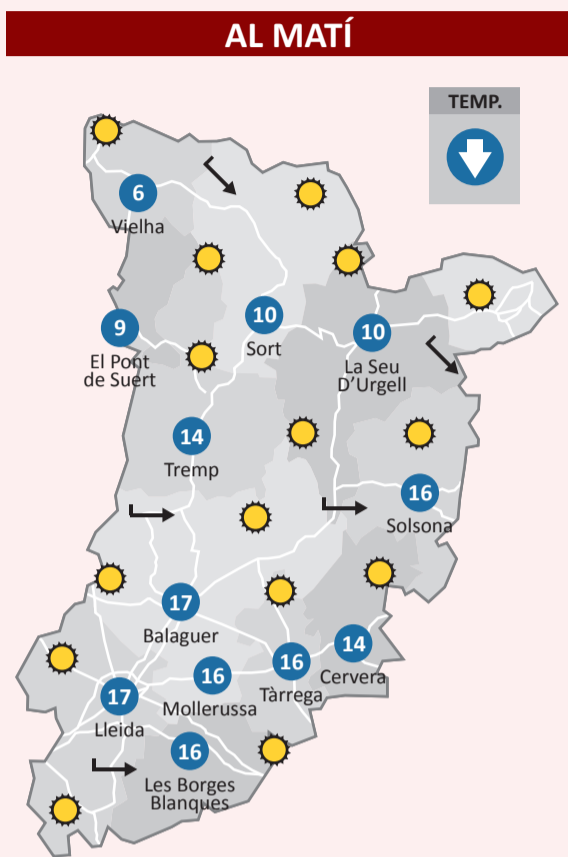 AL MATÍ
TEMP.
6
Vielha
9
El Pont
de Suert
10
Sort
10
La Seu
D'Urgell
14
Tremp
16
Solsona
17
Balaguer
14
Cervera
16
Tàrrega
16
Mollerussa
17
Lleida
16
Les Borges
Blanques